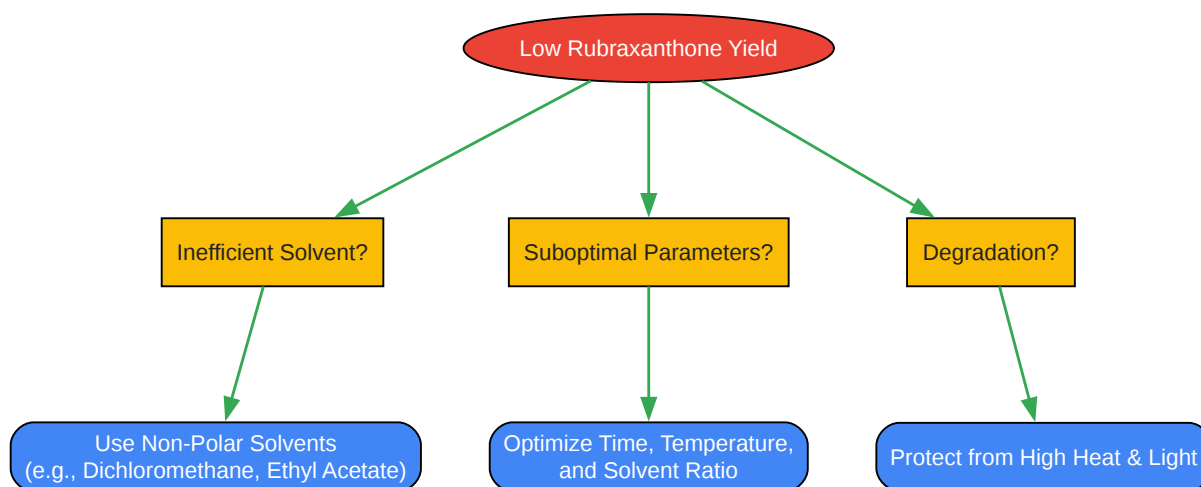 Low Rubraxanthone Yield
Inefficient Solvent?
Suboptimal Parameters?
Degradation?
Use Non-Polar Solvents
(e.g., Dichloromethane, Ethyl Acetate)
Optimize Time, Temperature,
and Solvent Ratio
Protect from High Heat & Light